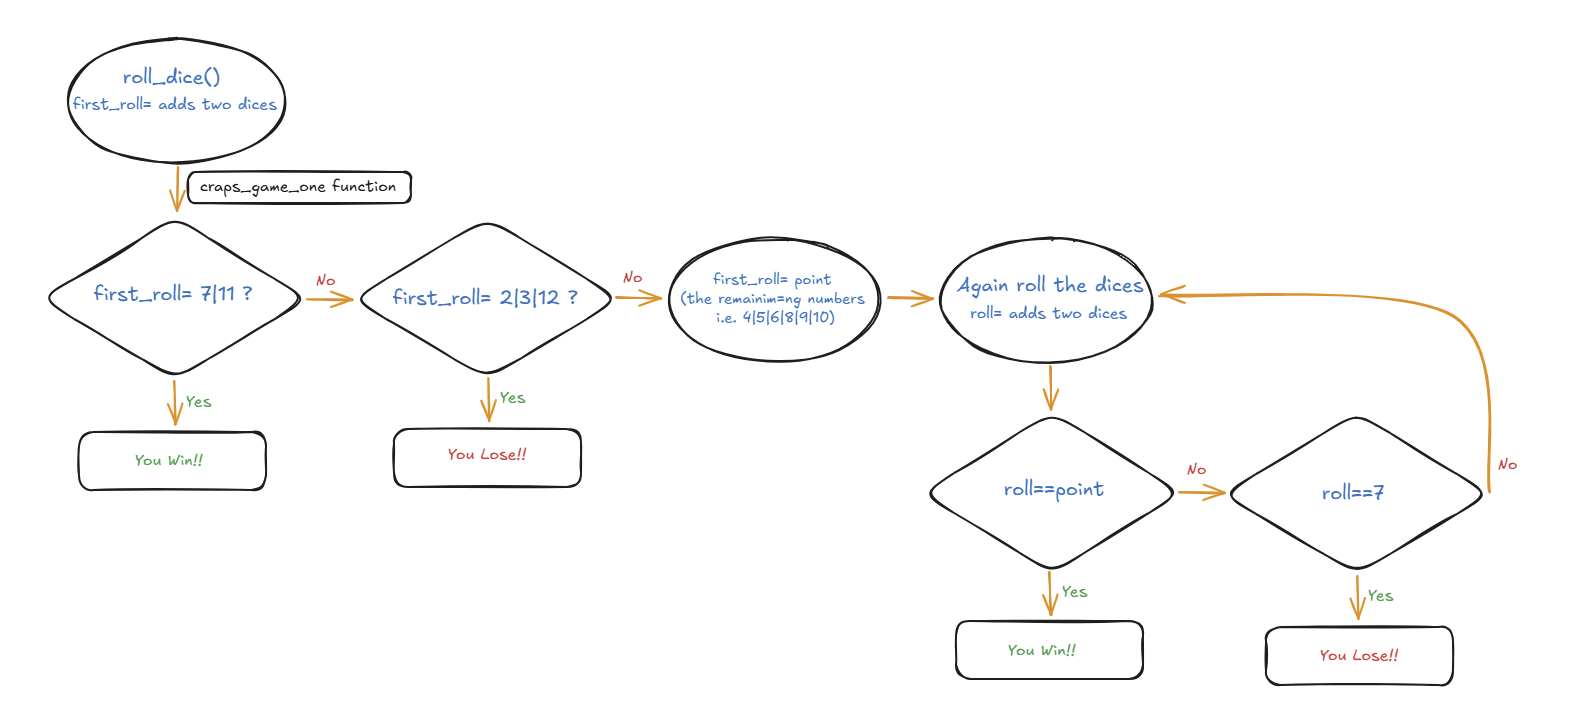 roll_dice()
first_roll= adds two dices
craps_game_one function
first_roll= 7|11 ?
No
first_roll= 2|3|12 ?
No
first_roll= point
(the remainim=ng numbers
i.e. 4|5|6|8|9|10)
Again roll the dices
roll= adds two dices
Yes
You Win!!
Yes
You Lose!!
roll==point
No
roll==7
No
Yes
You Win!!
Yes
You Lose!!